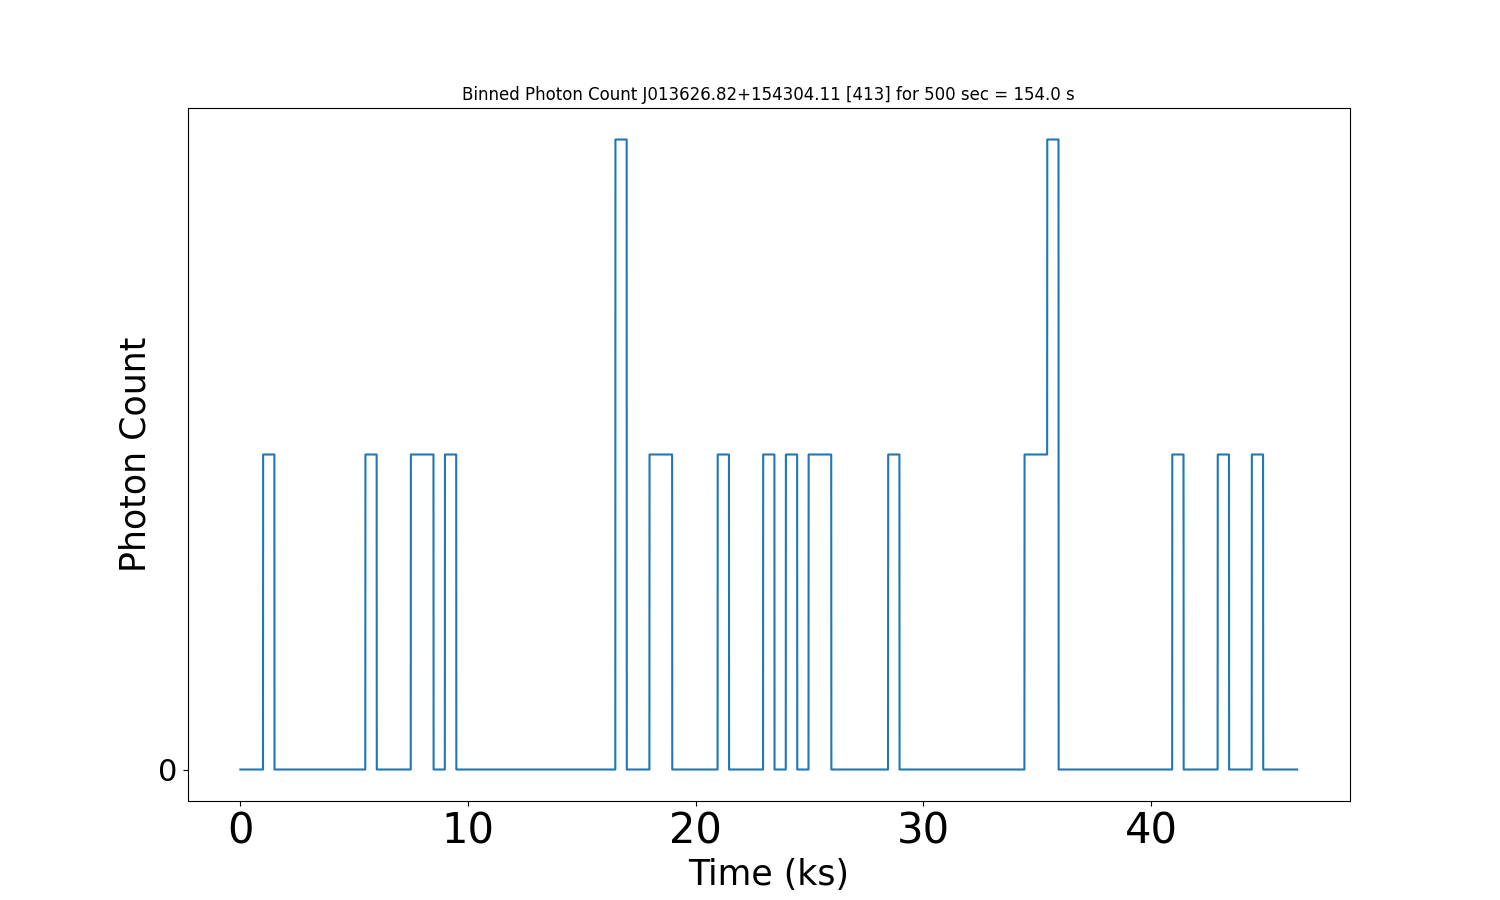 Binned Photon Count J013626.82+154304.11 [413] for 500 sec = 154.0 s
Photon Count
0
0 10 20 30 40
Time (ks)